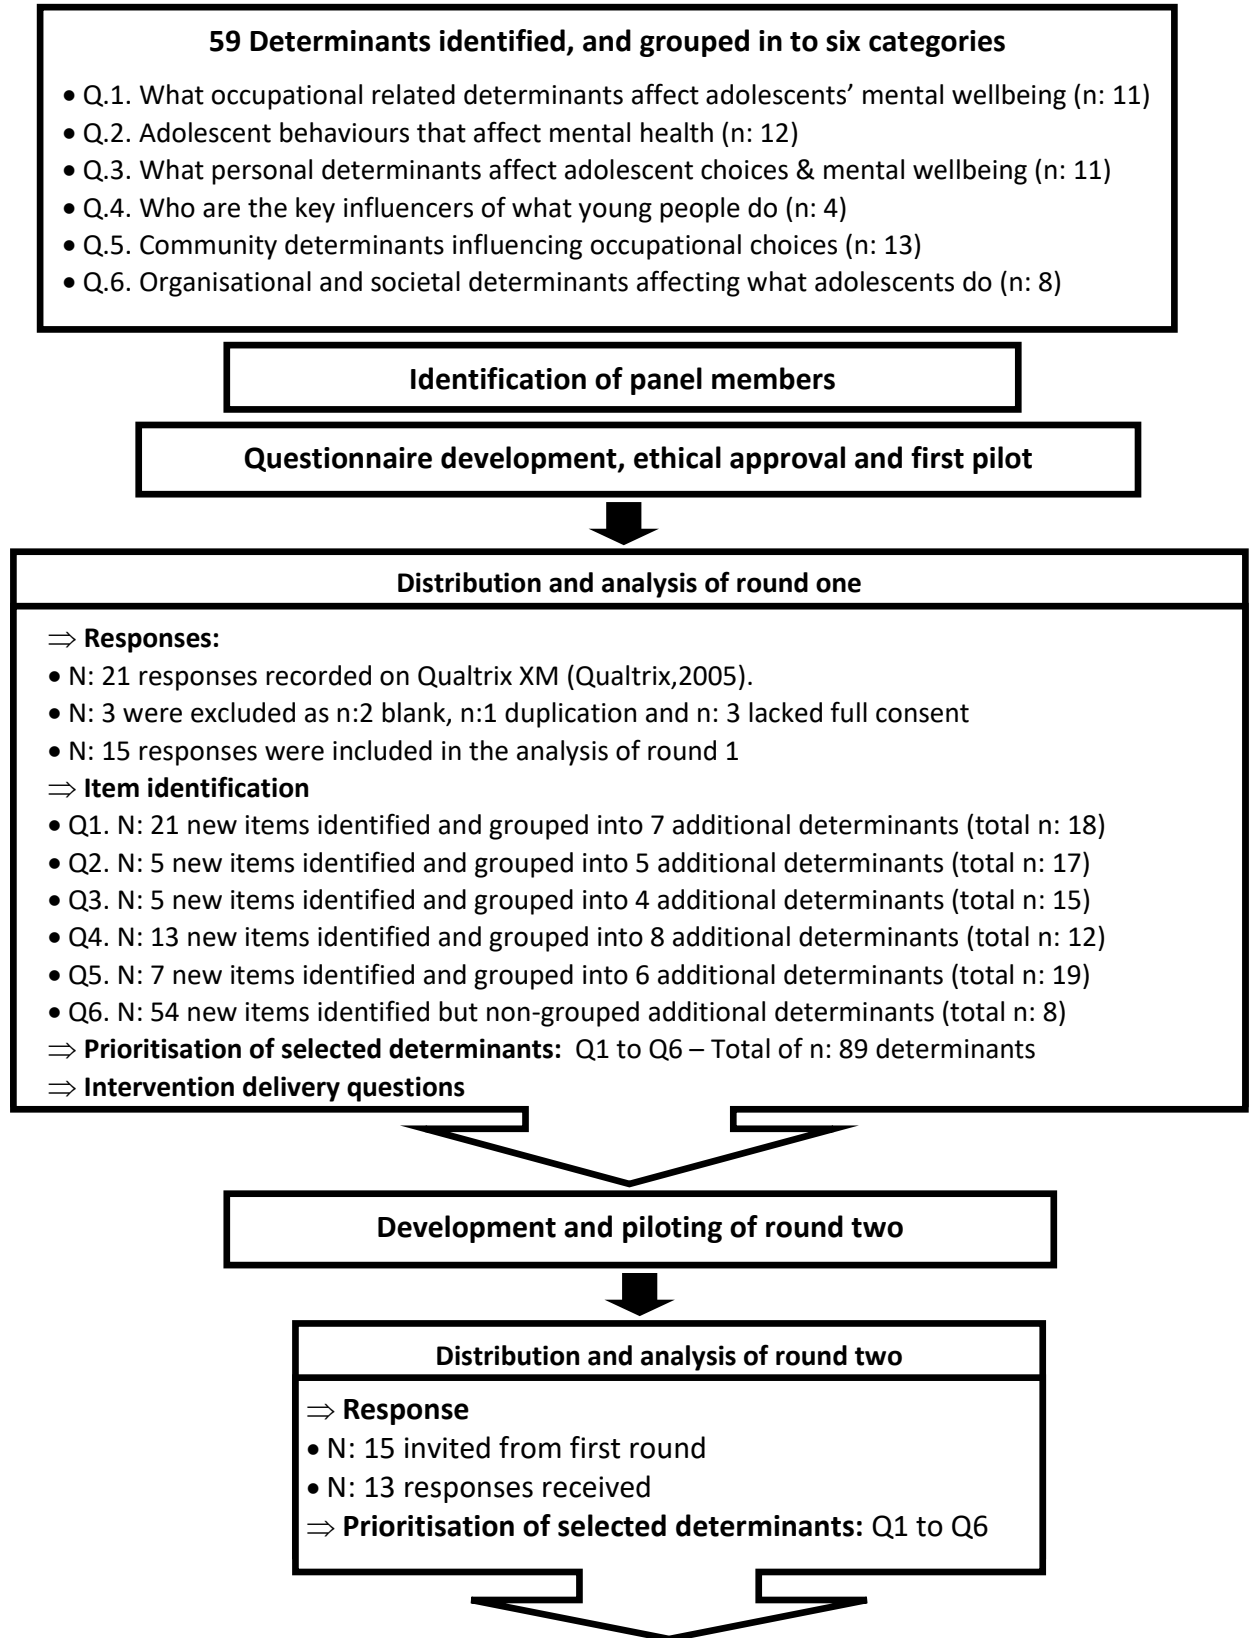 59 Determinants identified, and grouped in to six categories
• Q.1. What occupational related determinants affect adolescents’ mental wellbeing (n: 11)
• Q.2. Adolescent behaviours that affect mental health (n: 12)
• Q.3. What personal determinants affect adolescent choices & mental wellbeing (n: 11)
• Q.4. Who are the key influencers of what young people do (n: 4)
• Q.5. Community determinants influencing occupational choices (n: 13)
• Q.6. Organisational and societal determinants affecting what adolescents do (n: 8)
Identification of panel members
Questionnaire development, ethical approval and first pilot
Distribution and analysis of round one
⇒ Responses:
• N: 21 responses recorded on Qualtrix XM (Qualtrix,2005).
• N: 3 were excluded as n:2 blank, n:1 duplication and n: 3 lacked full consent
• N: 15 responses were included in the analysis of round 1
⇒ Item identification
• Q1. N: 21 new items identified and grouped into 7 additional determinants (total n: 18)
• Q2. N: 5 new items identified and grouped into 5 additional determinants (total n: 17)
• Q3. N: 5 new items identified and grouped into 4 additional determinants (total n: 15)
• Q4. N: 13 new items identified and grouped into 8 additional determinants (total n: 12)
• Q5. N: 7 new items identified and grouped into 6 additional determinants (total n: 19)
• Q6. N: 54 new items identified but non-grouped additional determinants (total n: 8)
⇒ Prioritisation of selected determinants: Q1 to Q6 – Total of n: 89 determinants
⇒ Intervention delivery questions
Development and piloting of round two
Distribution and analysis of round two
⇒ Response
• N: 15 invited from first round
• N: 13 responses received
⇒ Prioritisation of selected determinants: Q1 to Q6